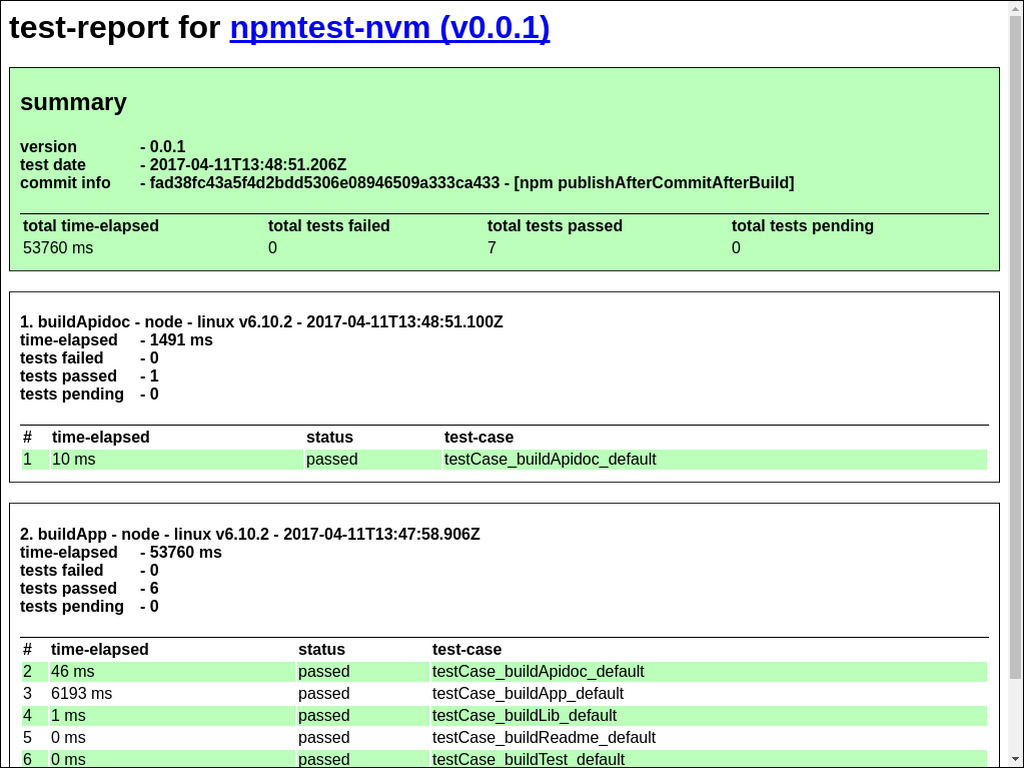 test-report for npmtest-nvm (v0.0.1)
summary
version - 0.0.1
test date - 2017-04-11T13:48:51.206Z
commit info - fad38fc43a5f4d2bdd5306e08946509a333ca433 - [npm publishAfterCommitAfterBuild]
total time-elapsed total tests failed total tests passed total tests pending
53760 ms 0 7 0
1. buildApidoc - node - linux v6.10.2 - 2017-04-11T13:48:51.100Z
time-elapsed - 1491 ms
tests failed - 0
tests passed - 1
tests pending - 0
# time-elapsed status test-case
1 10 ms passed testCase_buildApidoc_default
2. buildApp - node - linux v6.10.2 - 2017-04-11T13:47:58.906Z
time-elapsed - 53760 ms
tests failed - 0
tests passed - 6
tests pending - 0
# time-elapsed status test-case
2 46 ms passed testCase_buildApidoc_default
3 6193 ms passed testCase_buildApp_default
4 1 ms passed testCase_buildLib_default
5 0 ms passed testCase_buildReadme_default
6 0 ms passed testCase_buildTest_default